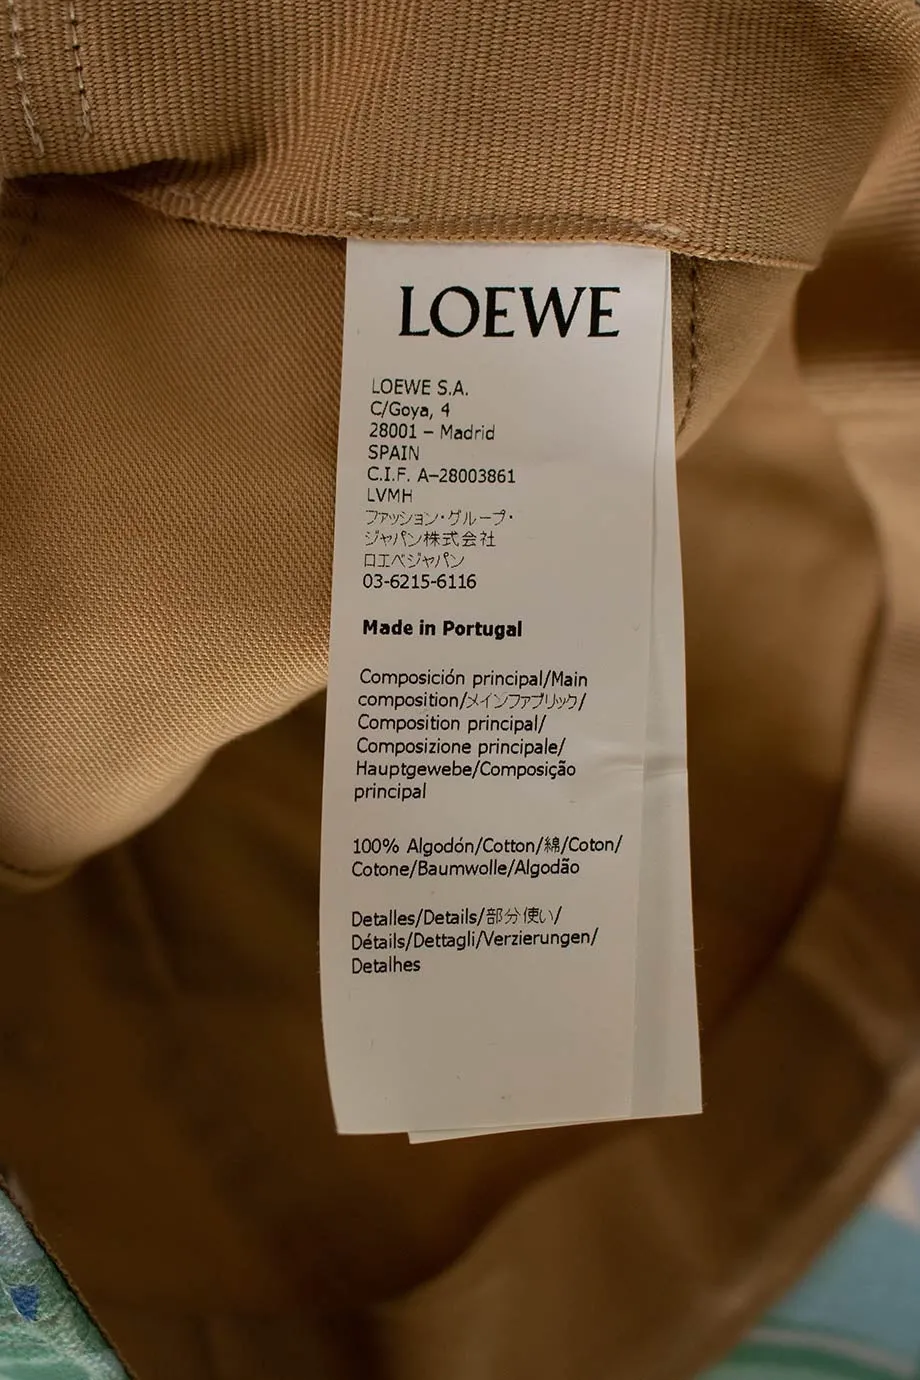 LOEWE
LOEWE S.A.
C/Goya, 4
28001 – Madrid
SPAIN
C.I.F. A–28003861
LVMH
ファッション・グループ・
ジャパン株式会社
ロエベジャパン
03-6215-6116
Made in Portugal
Composición principal/Main
composition/メインファブリック/
Composition principal/
Composizione principale/
Hauptgewebe/Composição
principal
100% Algodón/Cotton/綿/Coton/
Cotone/Baumwolle/Algodão
Detalles/Details/部分使い/
Détails/Dettagli/Verzierungen/
Detalhes